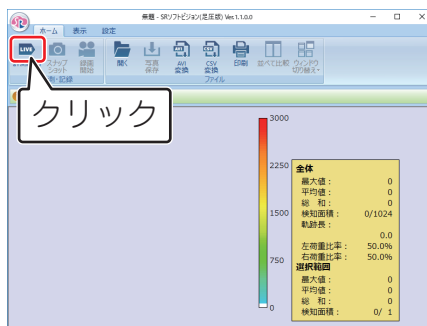 無題 - SRソフトビジョン(足圧版) Ver.1.1.0.0
ホーム 表示 設定
LIVE
スナップ
ショット
録画
開始
開く
写真
保存
AVI
変換
CSV
変換
印刷
並べて比較
ウィンドウ
切り替え
ファイル
クリック
3000
2250
1500
750
0
全体
最大値： 0
平均値： 0
総 和： 0
検知面積： 0/1024
軌跡長：
0.0
左荷重比率： 50.0%
右荷重比率： 50.0%
選択範囲
最大値： 0
平均値： 0
総 和： 0
検知面積： 0/ 1